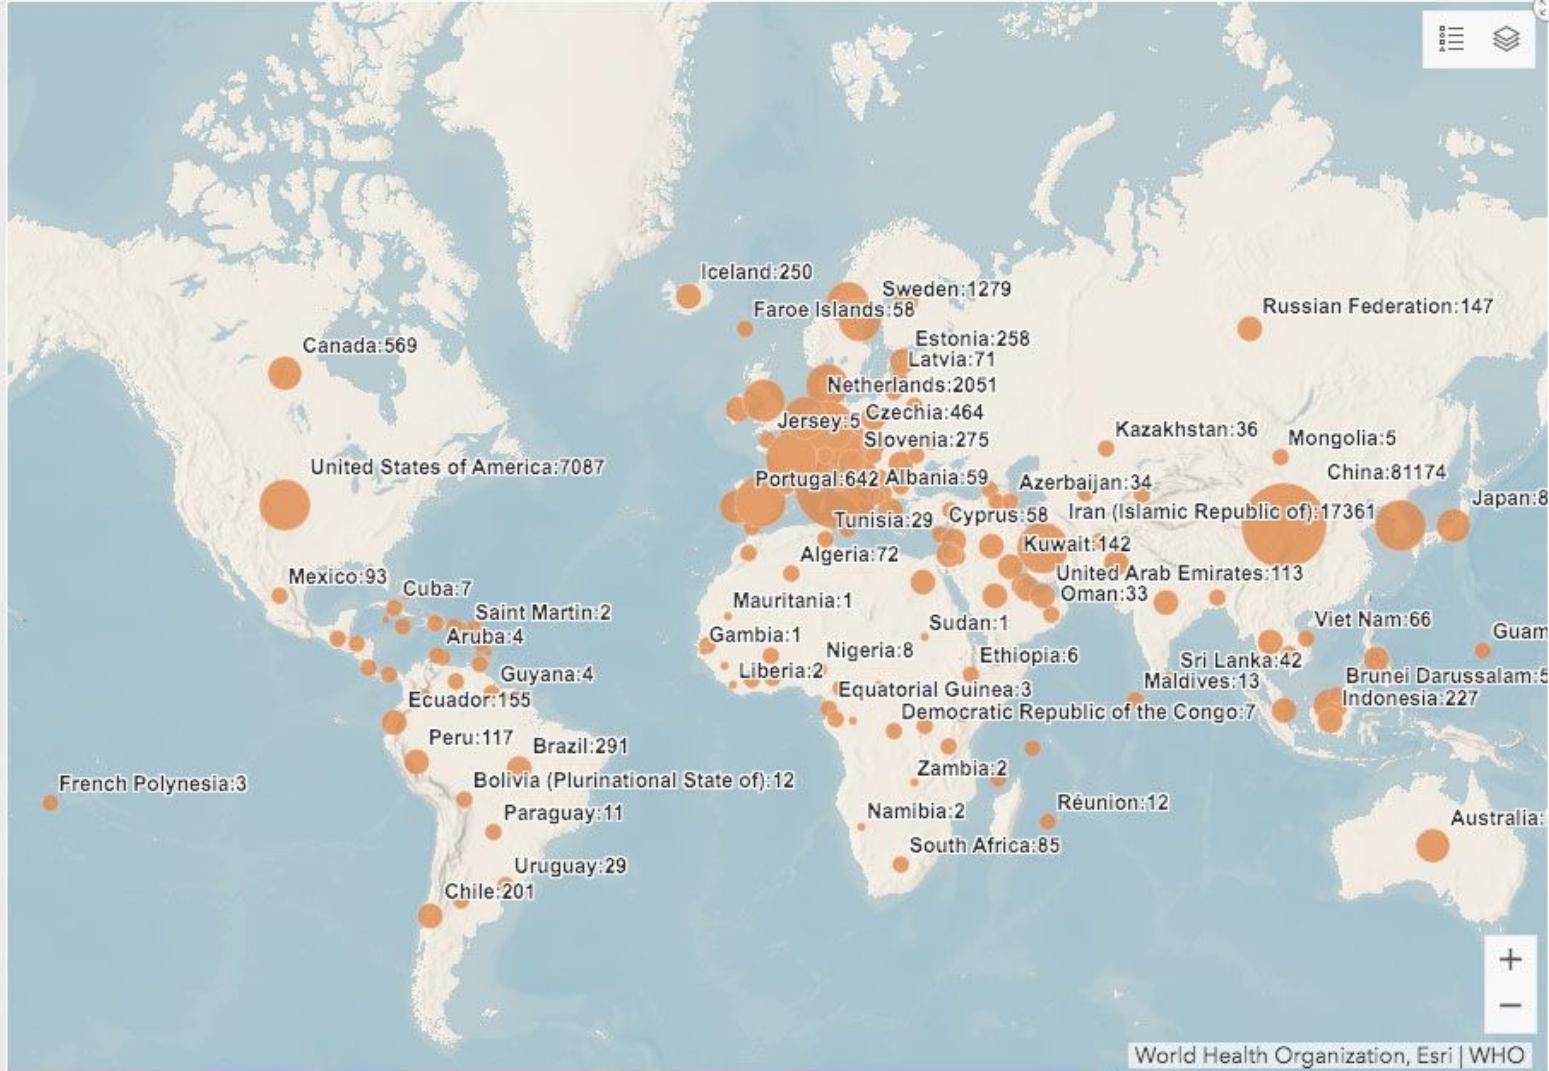 Iceland:250
Sweden:1279
Faroe Islands:58
Russian Federation:147
Estonia:258
Canada:569
Latvia:71
Netherlands:2051
Czechia:464
Jersey:5
Kazakhstan:36
Slovenia:275
Mongolia:5
United States of America:7087
China:81174
Portugal:642
Albania:59
Azerbaijan:34
Japan:8
Iran (Islamic Republic of):17361
Cyprus:58
Tunisia:29
Kuwait:142
Algeria:72
United Arab Emirates:113
Mexico:93
Cuba:7
Oman:33
Mauritania:1
Saint Martin:2
Viet Nam:66
Sudan:1
Guam
Gambia:1
Aruba:4
Nigeria:8
Ethiopia:6
Sri Lanka:42
Liberia:2
Guyana:4
Brunei Darussalam:5
Maldives:13
Equatorial Guinea:3
Indonesia:227
Ecuador:155
Democratic Republic of the Congo:7
Peru:117
Brazil:291
Zambia:2
Bolivia (Plurinational State of):12
French Polynesia:3
Réunion:12
Namibia:2
Paraguay:11
Australia:
South Africa:85
Uruguay:29
Chile:201
+
−
World Health Organization, Esri | WHO